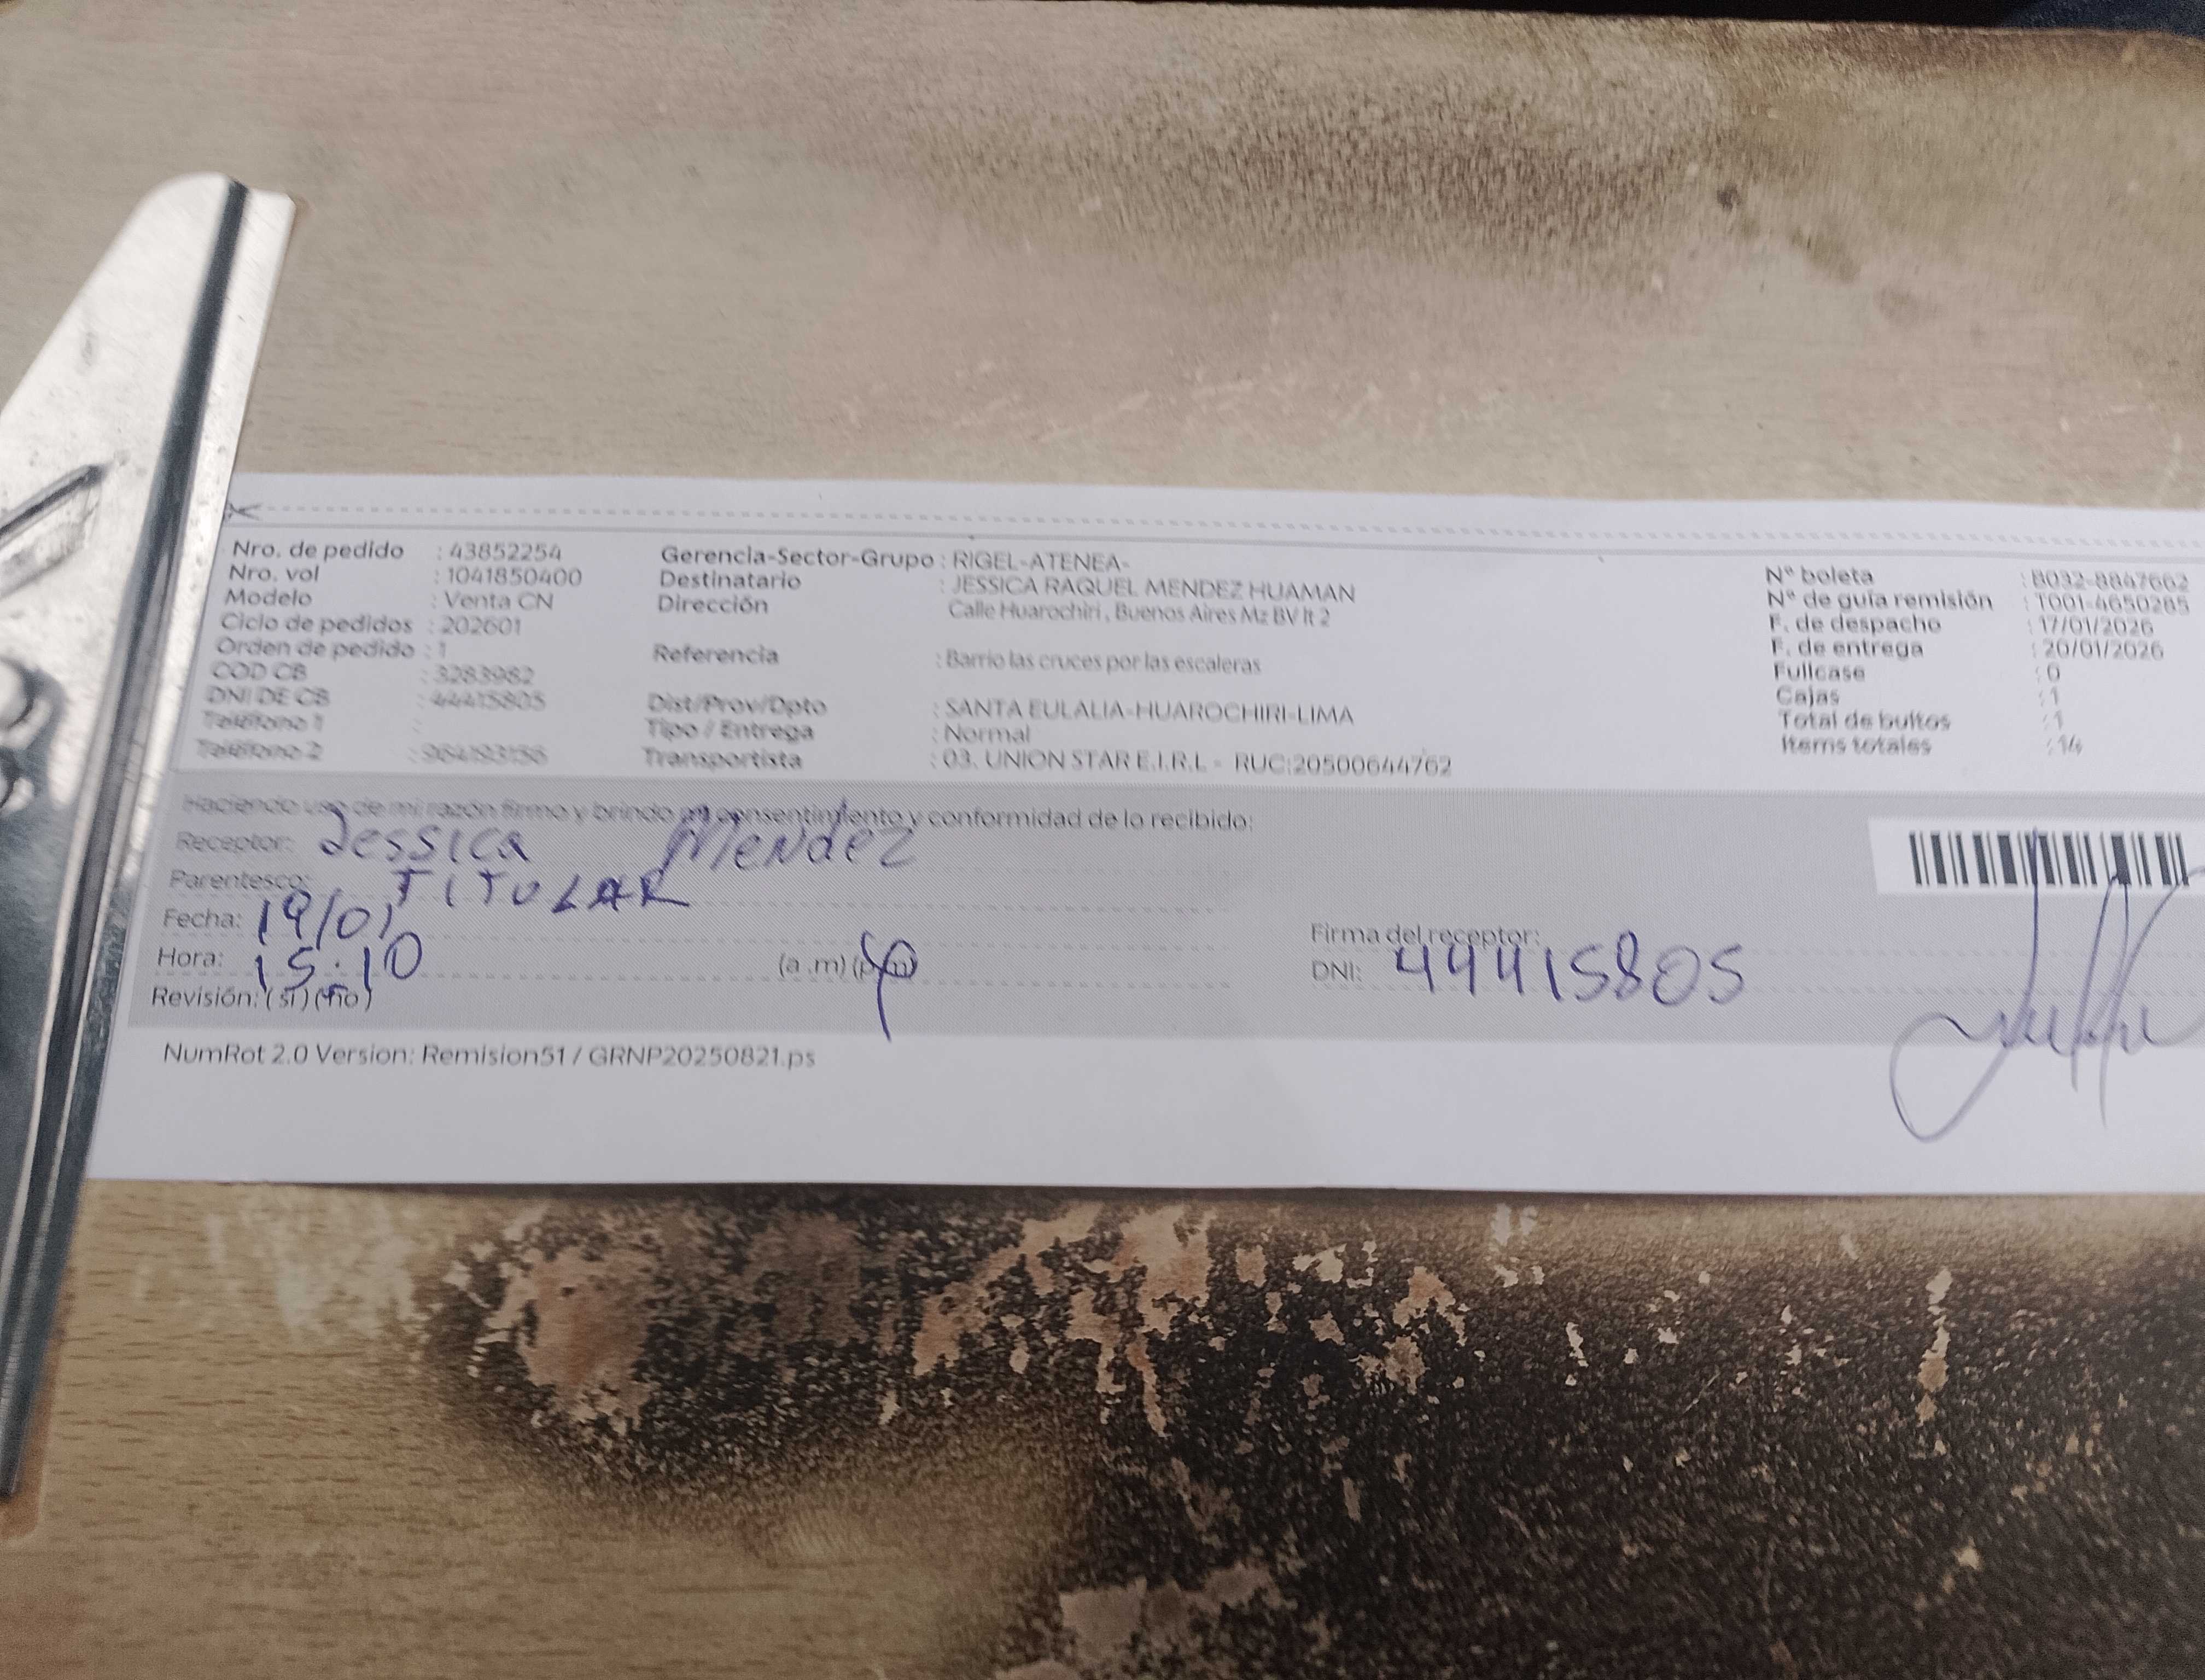 Nro. de pedido : 43852254
Nro. vol : 1041850400
Modelo : Venta CN
Ciclo de pedidos : 202601
Orden de pedido : 1
COD CB : 3283982
DNI DE CB : 44415805
Teléfono 1 :
Teléfono 2 : 964193156
Gerencia-Sector-Grupo : RIGEL-ATENEA-
Destinatario : JESSICA RAQUEL MENDEZ HUAMAN
Dirección Calle Huarochiri , Buenos Aires Mz BV lt 2
Referencia : Barrio las cruces por las escaleras
Dist/Prov/Dpto : SANTA EULALIA-HUAROCHIRI-LIMA
Tipo / Entrega : Normal
Transportista : 03. UNION STAR E.I.R.L - RUC:20500644762
N° boleta : B032-8847662
N° de guía remisión : T001-4650285
F. de despacho : 17/01/2026
F. de entrega : 20/01/2026
Fullcase : 0
Cajas : 1
Total de bultos : 1
Items totales : 14
Haciendo uso de mi razón firmo y brindo mi consentimiento y conformidad de lo recibido:
Receptor: Jessica Mendez
Parentesco: TITULAR
Fecha: 19/01
Hora: 15:10 (a .m) (p.m)
Revisión: ( sí ) ( no )
Firma del receptor:
DNI: 44415805
NumRot 2.0 Version: Remision51 / GRNP20250821.ps